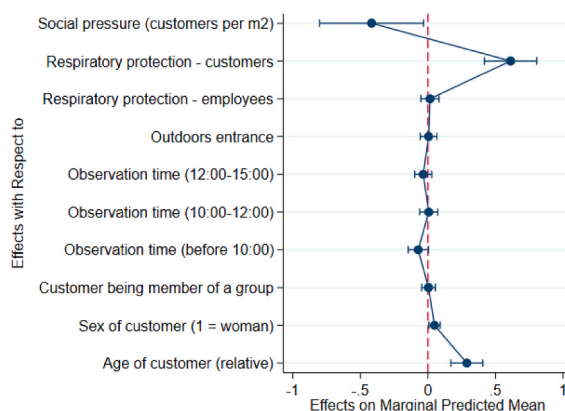 Social pressure (customers per m2)
Respiratory protection - customers
Respiratory protection - employees
Outdoors entrance
Observation time (12:00-15:00)
Observation time (10:00-12:00)
Observation time (before 10:00)
Customer being member of a group
Sex of customer (1 = woman)
Age of customer (relative)
Effects with Respect to
-1 -.5 0 .5 1
Effects on Marginal Predicted Mean